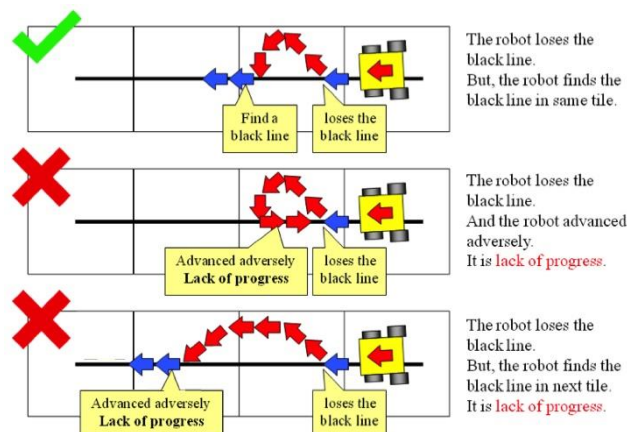 The robot loses the
black line.
But, the robot finds the
black line in same tile.
Find a
black line
loses the
black line
The robot loses the
black line.
And the robot advanced
adversely.
It is lack of progress.
Advanced adversely
Lack of progress
loses the
black line
The robot loses the
black line.
But, the robot finds the
black line in next tile.
It is lack of progress.
Advanced adversely
Lack of progress
loses the
black line